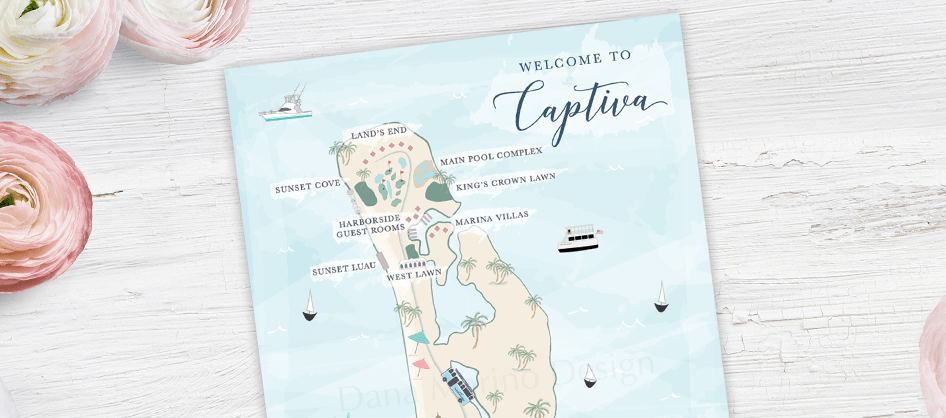 WELCOME TO
Captiva
LAND'S END
MAIN POOL COMPLEX
SUNSET COVE
KING'S CROWN LAWN
HARBORSIDE
GUEST ROOMS
MARINA VILLAS
SUNSET LUAU
WEST LAWN
Dana Marino Design